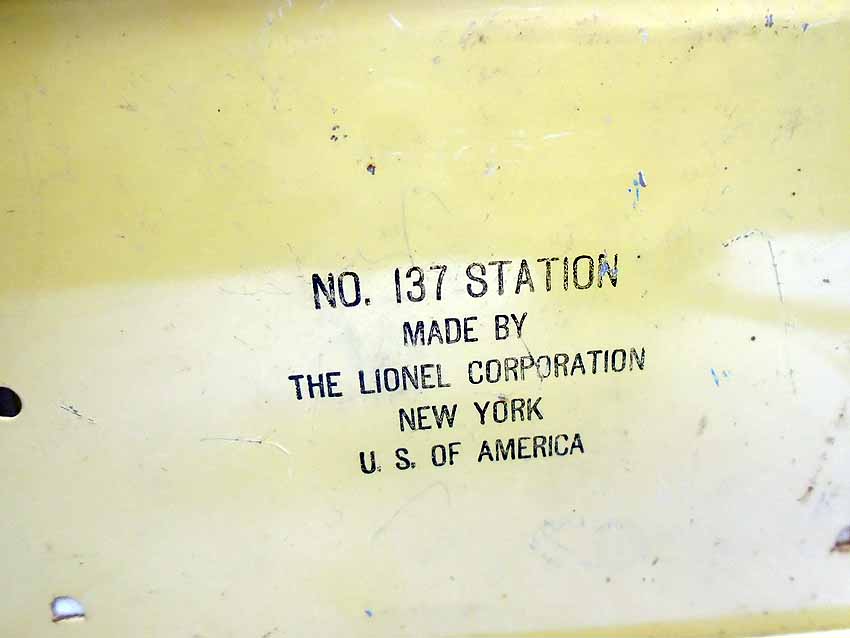 NO. 137 STATION
MADE BY
THE LIONEL CORPORATION
NEW YORK
U. S. OF AMERICA